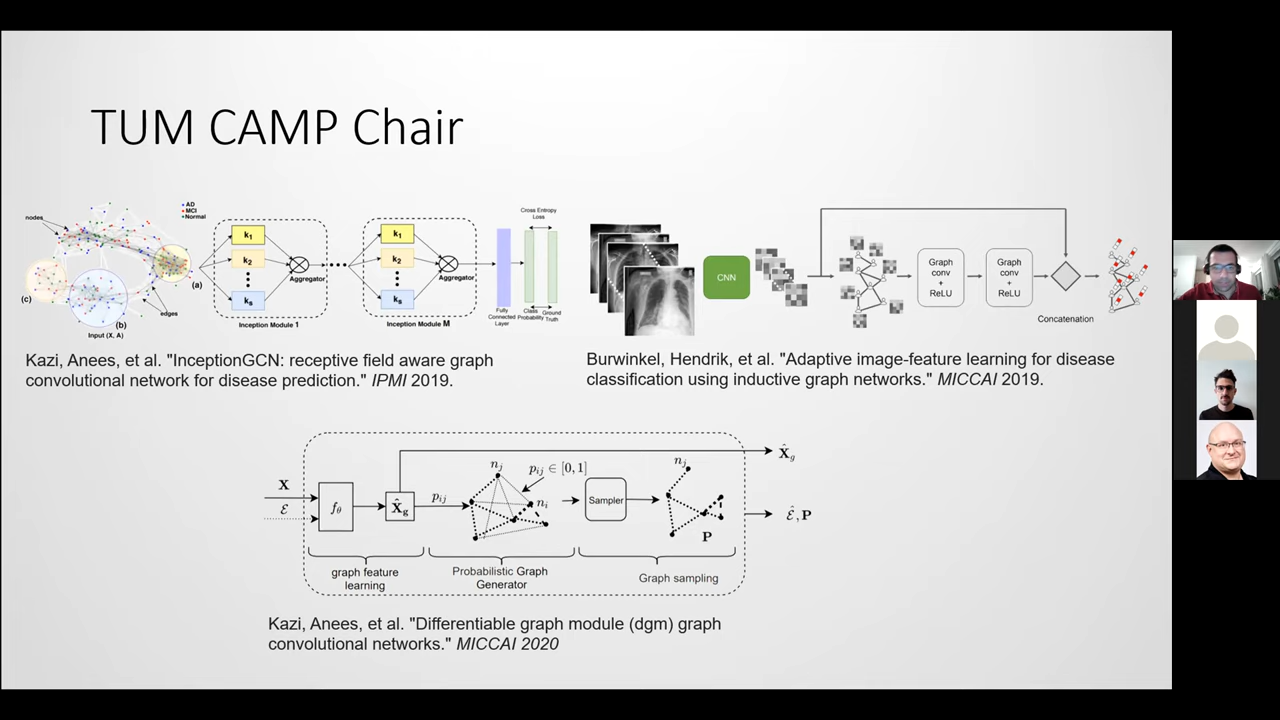 TUM CAMP Chair
nodes
AD
MCI
Normal
(a)
(c)
(b)
edges
Input (X, A)
k1
k2
ks
Aggregator
Inception Module 1
k1
k2
ks
Aggregator
Inception Module M
Cross Entropy
Loss
Fully
Connected
Layer
Class
Probability
Ground
Truth
Kazi, Anees, et al. "InceptionGCN: receptive field aware graph
convolutional network for disease prediction." IPMI 2019.
CNN
Graph
conv
+
ReLU
Graph
conv
+
ReLU
Concatenation
Burwinkel, Hendrik, et al. "Adaptive image-feature learning for disease
classification using inductive graph networks." MICCAI 2019.
X
ℰ
fθ
X̂g
pij
nj
pij ∈ [0,1]
ni
Sampler
nj
P
X̂g
ℰ̂, P
graph feature
learning
Probabilistic Graph
Generator
Graph sampling
Kazi, Anees, et al. "Differentiable graph module (dgm) graph
convolutional networks." MICCAI 2020